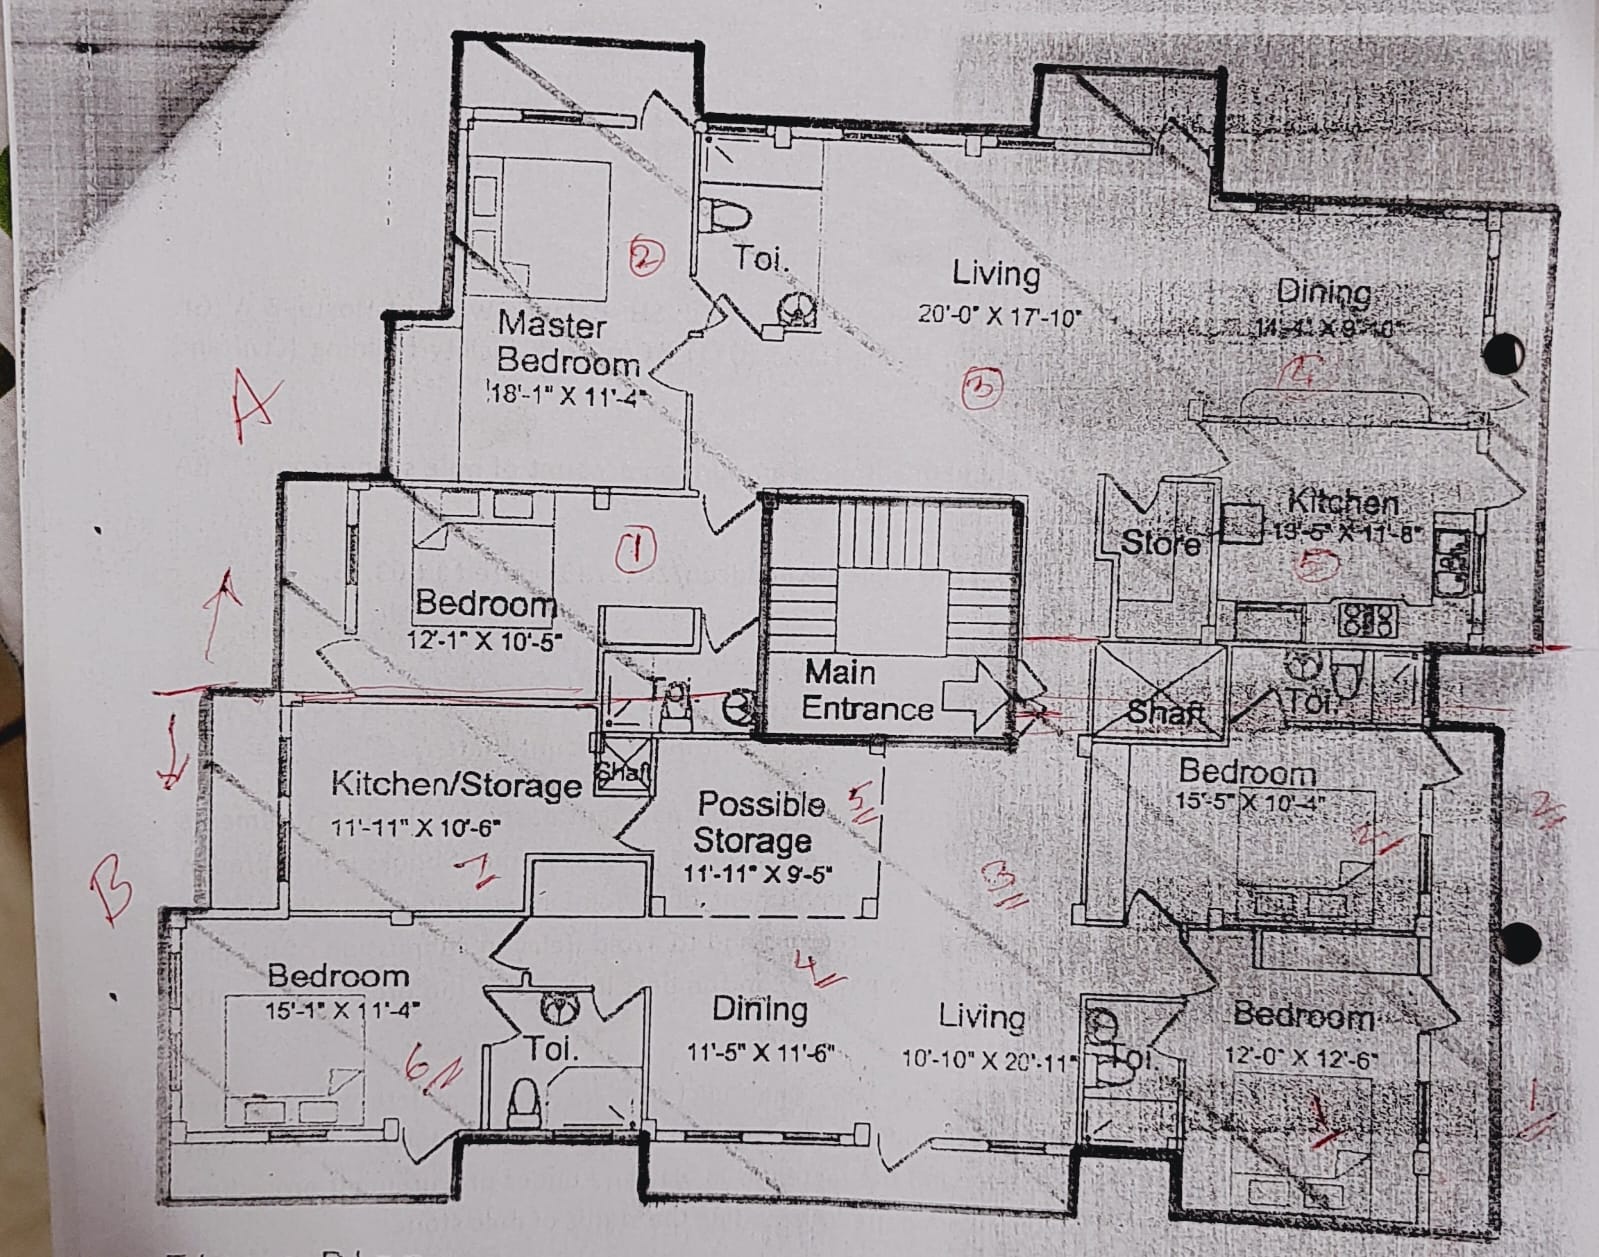 ②
Toi.
Living
20'-0" X 17'-10"
Dining
14'-4" X 9'-10"
Master
Bedroom
18'-1" X 11'-4"
③
4
A
①
Bedroom
12'-1" X 10'-5"
Store
Kitchen
13'-5" X 11'-8"
⑤
Main
Entrance
Toi.
Shaft
Toi.
Kitchen/Storage
11'-11" X 10'-6"
7
Shaft
Possible
Storage
11'-11" X 9'-5"
5
Bedroom
15'-5" X 10'-4"
2
2
3
B
Bedroom
15'-1" X 11'-4"
6
Toi.
4
Dining
11'-5" X 11'-6"
Living
10'-10" X 20'-11"
Toi.
Bedroom
12'-0" X 12'-6"
1
1